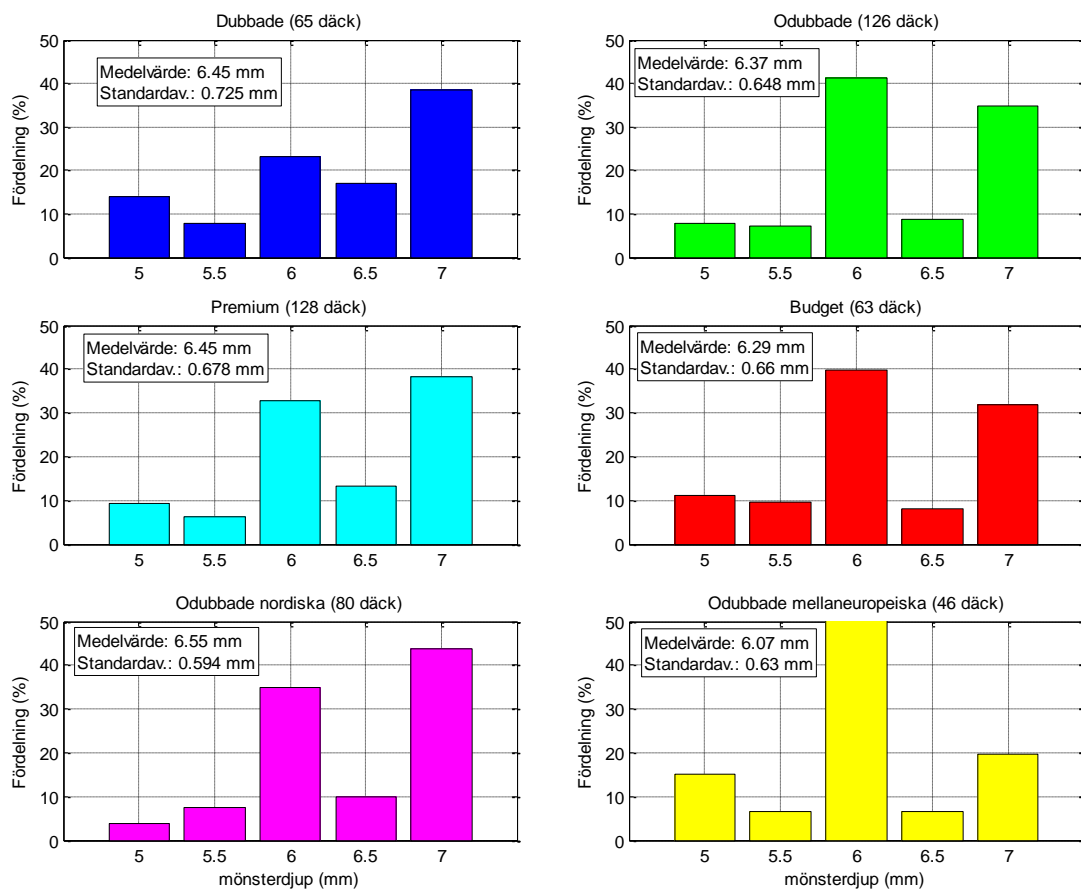 Dubbade (65 däck)
Medelvärde: 6.45 mm
Standardav.: 0.725 mm
Fördelning (%)
50
40
30
20
10
0
5 5.5 6 6.5 7
Odubbade (126 däck)
Medelvärde: 6.37 mm
Standardav.: 0.648 mm
Fördelning (%)
50
40
30
20
10
0
5 5.5 6 6.5 7
Premium (128 däck)
Medelvärde: 6.45 mm
Standardav.: 0.678 mm
Fördelning (%)
50
40
30
20
10
0
5 5.5 6 6.5 7
Budget (63 däck)
Medelvärde: 6.29 mm
Standardav.: 0.66 mm
Fördelning (%)
50
40
30
20
10
0
5 5.5 6 6.5 7
Odubbade nordiska (80 däck)
Medelvärde: 6.55 mm
Standardav.: 0.594 mm
Fördelning (%)
50
40
30
20
10
0
5 5.5 6 6.5 7
mönsterdjup (mm)
Odubbade mellaneuropeiska (46 däck)
Medelvärde: 6.07 mm
Standardav.: 0.63 mm
Fördelning (%)
50
40
30
20
10
0
5 5.5 6 6.5 7
mönsterdjup (mm)